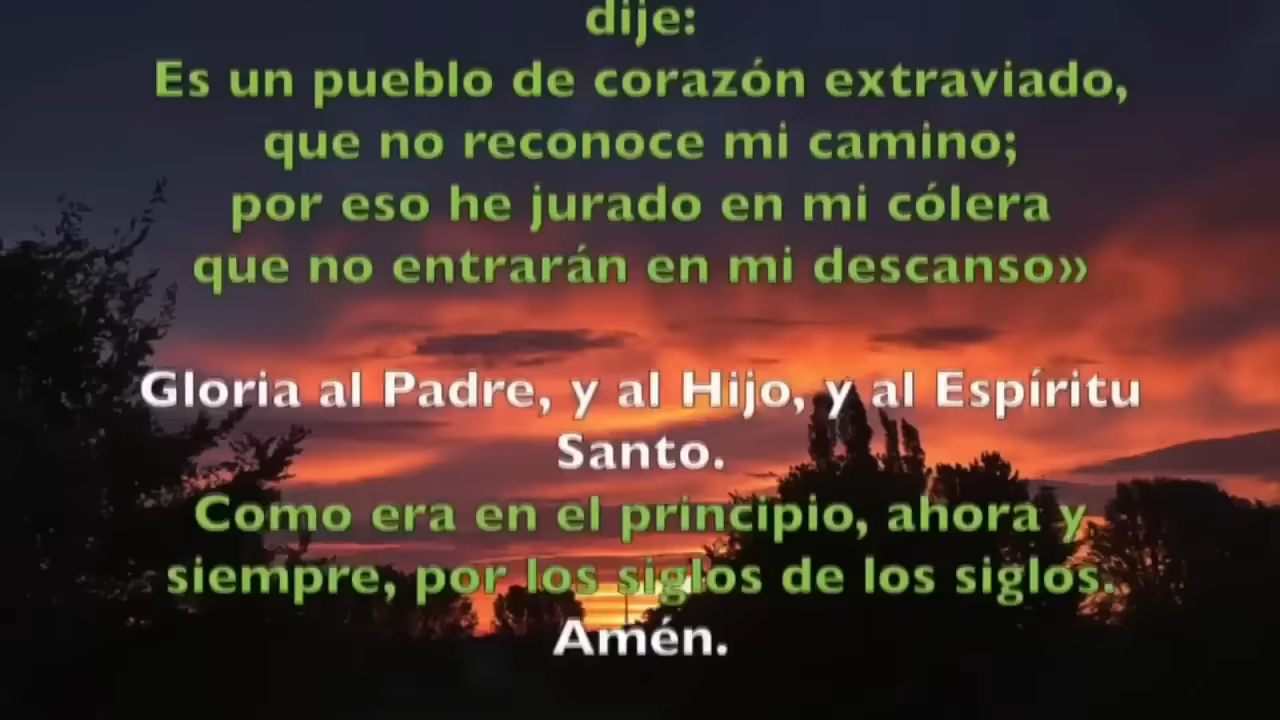 dije:
Es un pueblo de corazón extraviado,
que no reconoce mi camino;
por eso he jurado en mi cólera
que no entrarán en mi descanso»
Gloria al Padre, y al Hijo, y al Espíritu
Santo.
Como era en el principio, ahora y
siempre, por los siglos de los siglos.
Amén.